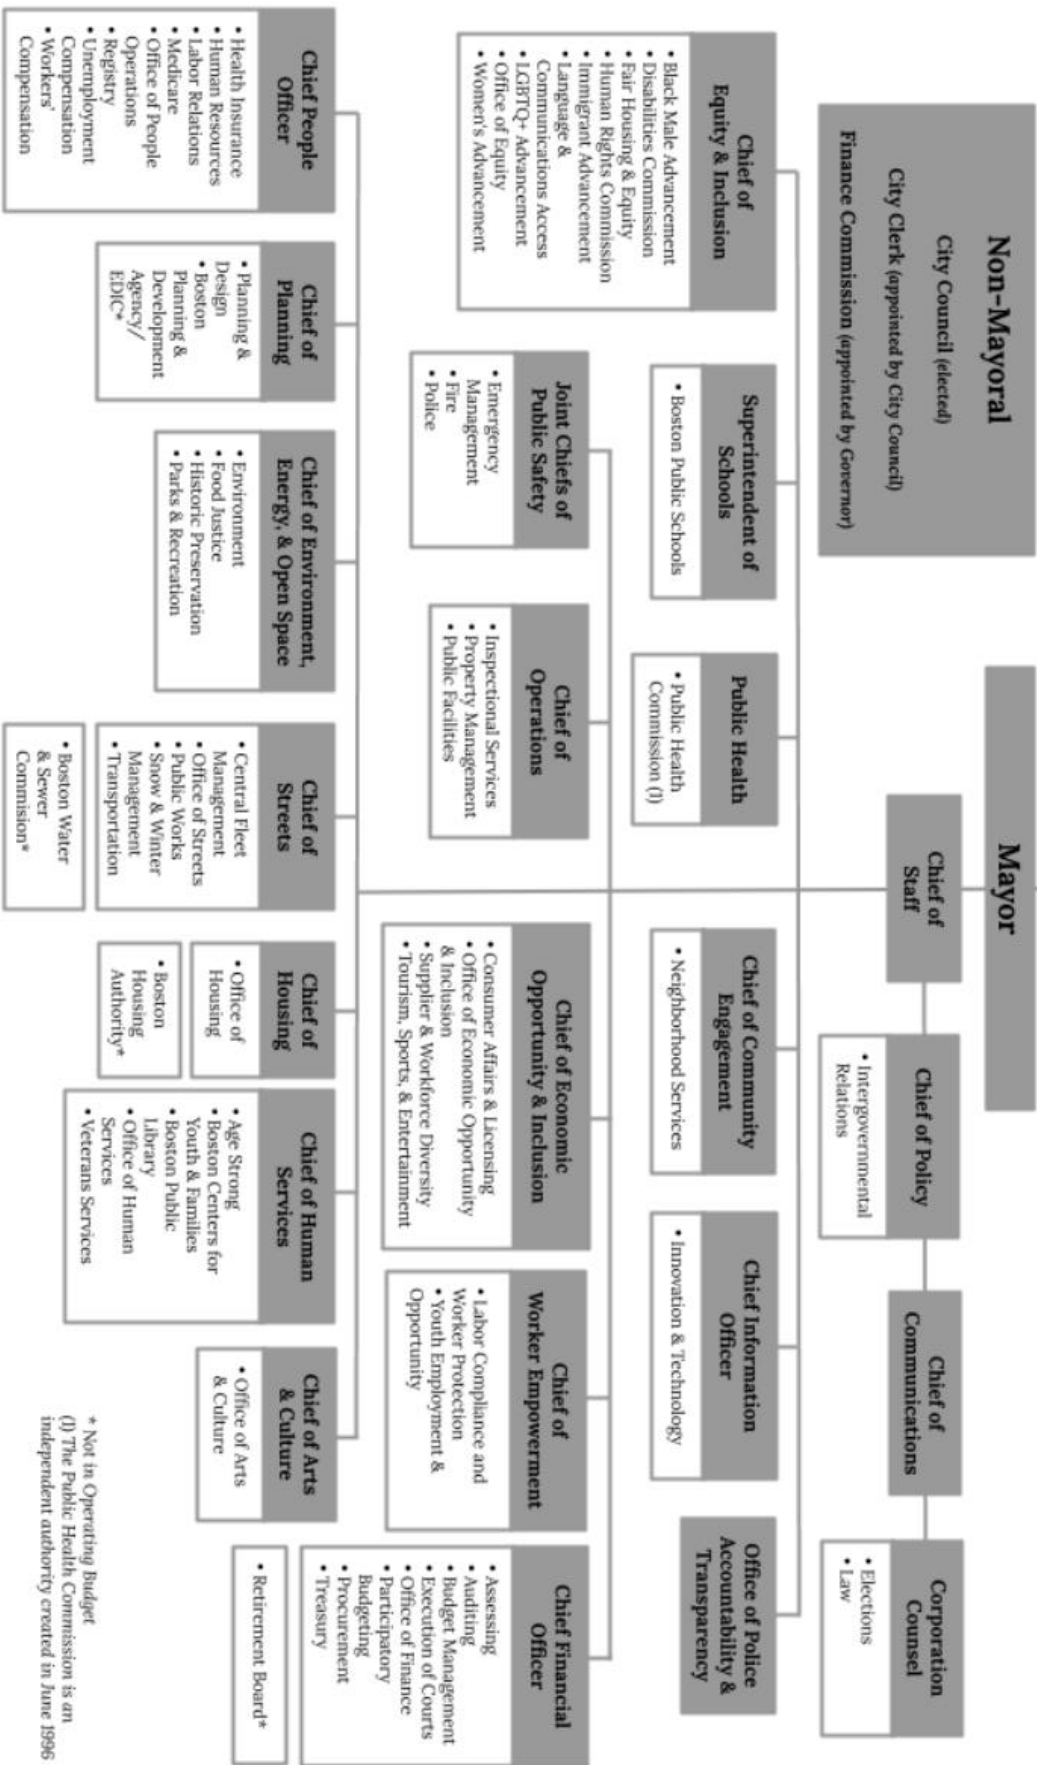 Non-Mayoral
City Council (elected)
City Clerk (appointed by City Council)
Finance Commission (appointed by Governor)
Mayor
Chief of
Staff
Chief of Policy
• Intergovernmental
Relations
Chief of
Communications
Corporation
Counsel
• Elections
• Law
Chief of
Equity & Inclusion
• Black Male Advancement
• Disabilities Commission
• Fair Housing & Equity
• Human Rights Commission
• Immigrant Advancement
• Language &
Communications Access
• LGBTQ+ Advancement
• Office of Equity
• Women's Advancement
Superintendent of
Schools
• Boston Public Schools
Public Health
• Public Health
Commission (1)
Chief of Community
Engagement
• Neighborhood Services
Chief Information
Officer
• Innovation & Technology
Office of Police
Accountability &
Transparency
Joint Chiefs of
Public Safety
• Emergency
Management
• Fire
• Police
Chief of
Operations
• Inspectional Services
• Property Management
• Public Facilities
Chief of Economic
Opportunity & Inclusion
• Consumer Affairs & Licensing
• Office of Economic Opportunity
& Inclusion
• Supplier & Workforce Diversity
• Tourism, Sports, & Entertainment
Chief of
Worker Empowerment
• Labor Compliance and
Worker Protection
• Youth Employment &
Opportunity
Chief Financial
Officer
• Assessing
• Auditing
• Budget Management
• Execution of Courts
• Office of Finance
• Participatory
Budgeting
• Procurement
• Treasury
• Retirement Board*
Chief People
Officer
• Health Insurance
• Human Resources
• Labor Relations
• Medicare
• Office of People
Operations
• Registry
• Unemployment
Compensation
• Workers'
Compensation
Chief of
Planning
• Planning &
Design
• Boston
Planning &
Development
Agency/
EDIC*
Chief of Environment,
Energy, & Open Space
• Environment
• Food Justice
• Historic Preservation
• Parks & Recreation
Chief of
Streets
• Central Fleet
Management
• Office of Streets
• Public Works
• Snow & Winter
Management
• Transportation
• Boston Water
& Sewer
Commision*
Chief of
Housing
• Office of
Housing
• Boston
Housing
Authority*
Chief of Human
Services
• Age Strong
• Boston Centers for
Youth & Families
• Boston Public
Library
• Office of Human
Services
• Veterans Services
Chief of Arts
& Culture
• Office of Arts
& Culture
* Not in Operating Budget
(1) The Public Health Commission is an
independent authority created in June 1996